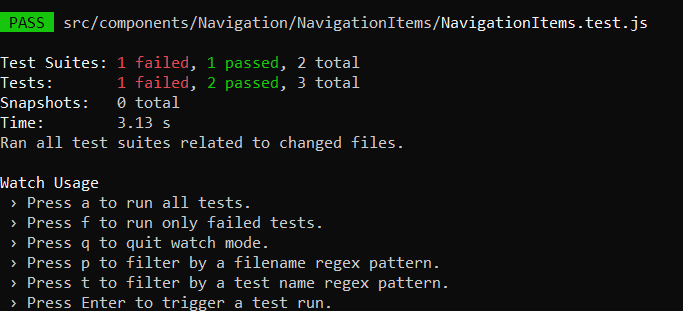 PASS src/components/Navigation/NavigationItems/NavigationItems.test.js
Test Suites: 1 failed, 1 passed, 2 total
Tests: 1 failed, 2 passed, 3 total
Snapshots: 0 total
Time: 3.13 s
Ran all test suites related to changed files.
Watch Usage
› Press a to run all tests.
› Press f to run only failed tests.
› Press q to quit watch mode.
› Press p to filter by a filename regex pattern.
› Press t to filter by a test name regex pattern.
› Press Enter to trigger a test run.